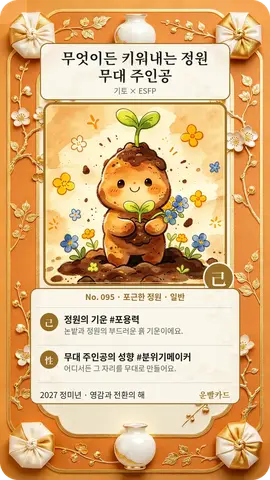 무엇이든 키워내는 정원
무대 주인공
기토 × ESFP
己
No. 095 · 포근한 정원 · 일반
己
정원의 기운 #포용력
논밭과 정원의 부드러운 흙 기운이에요.
性
무대 주인공의 성향 #분위기메이커
어디서든 그 자리를 무대로 만들어요.
2027 정미년 · 영감과 전환의 해
운빨카드